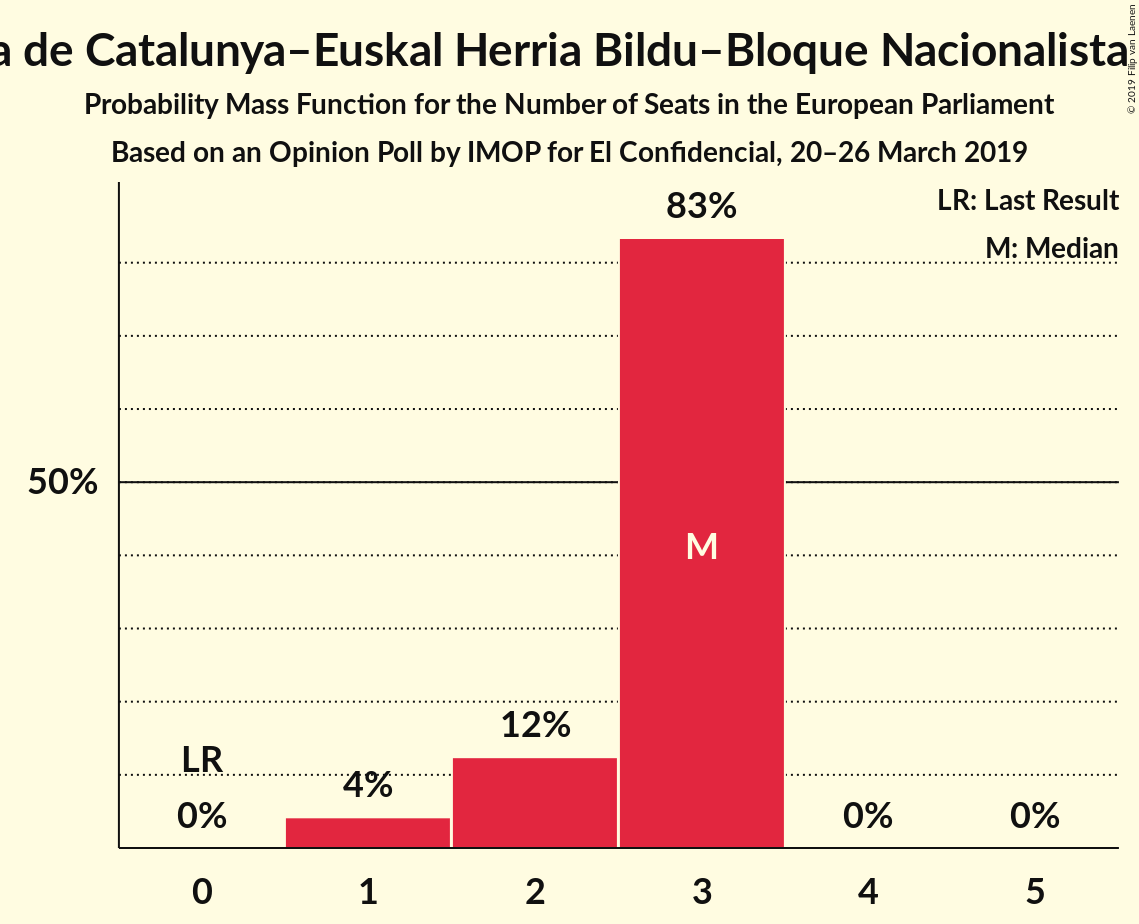 a de Catalunya–Euskal Herria Bildu–Bloque Nacionalista
Probability Mass Function for the Number of Seats in the European Parliament
Based on an Opinion Poll by IMOP for El Confidencial, 20–26 March 2019
© 2019 Filip van Laenen
LR: Last Result
M: Median
83%
50%
M
12%
LR
4%
0%
0%
0%
0 1 2 3 4 5